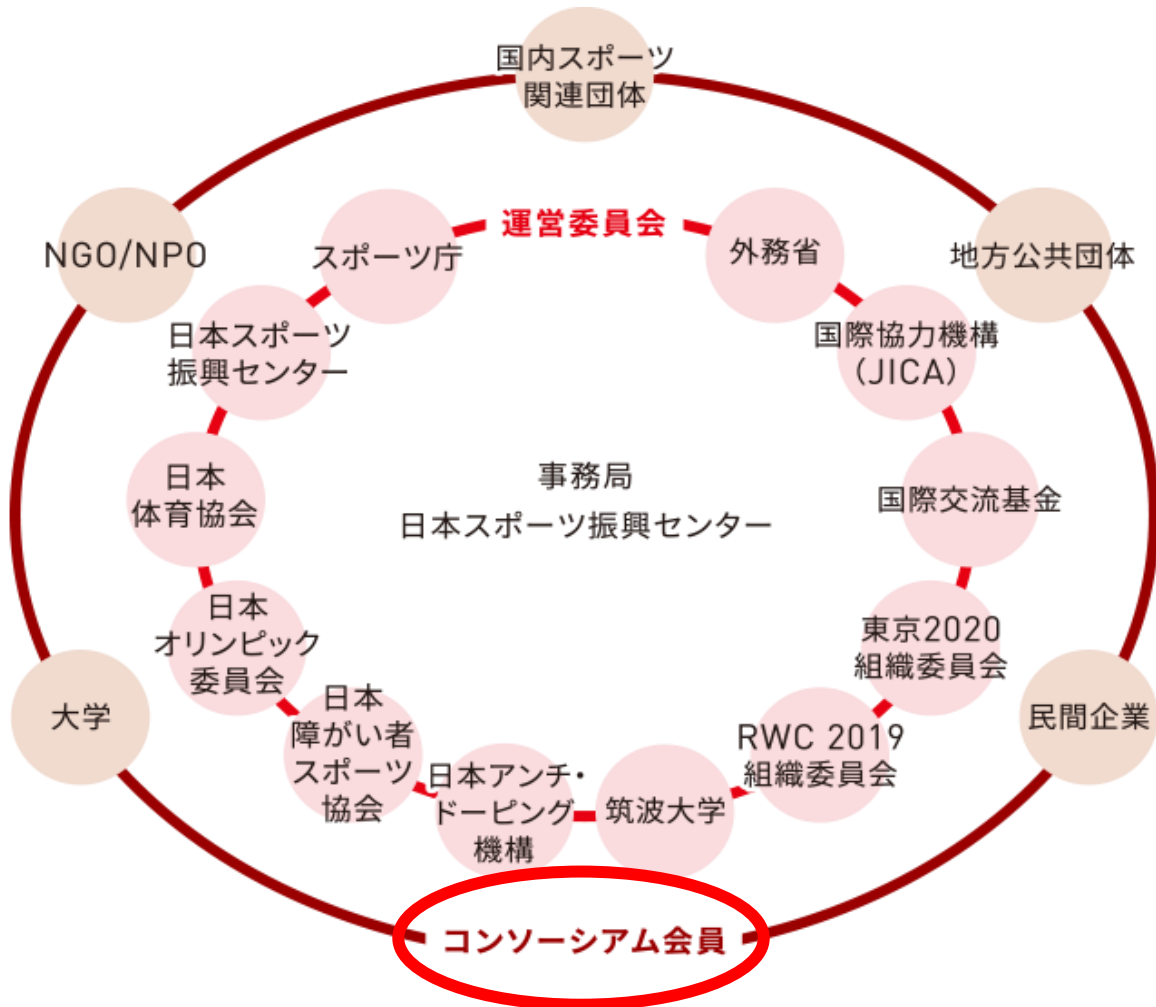 国内スポーツ
関連団体
NGO/NPO
スポーツ庁
運営委員会
外務省
地方公共団体
日本スポーツ
振興センター
国際協力機構
（JICA）
日本
体育協会
事務局
日本スポーツ振興センター
国際交流基金
日本
オリンピック
委員会
東京2020
組織委員会
大学
日本
障がい者
スポーツ
協会
日本アンチ・
ドーピング
機構
筑波大学
RWC 2019
組織委員会
民間企業
コンソーシアム会員